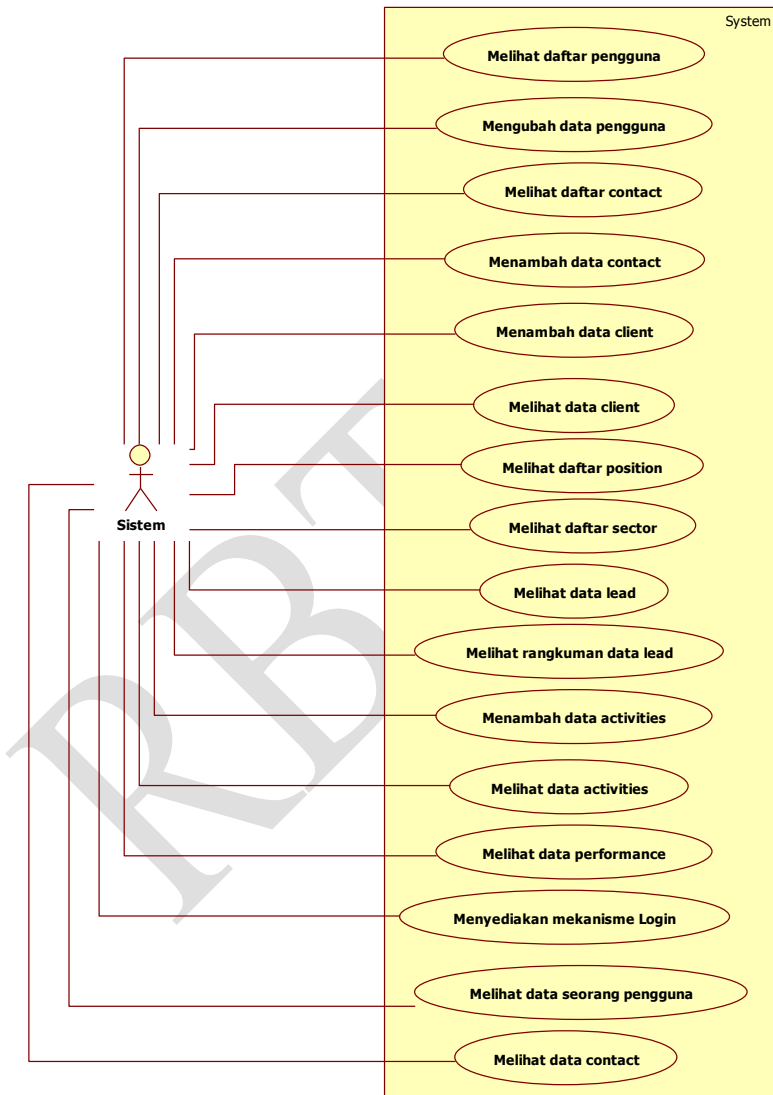 System
Melihat daftar pengguna
Mengubah data pengguna
Melihat daftar contact
Menambah data contact
Menambah data client
Melihat data client
Melihat daftar position
Sistem
Melihat daftar sector
Melihat data lead
Melihat rangkuman data lead
Menambah data activities
Melihat data activities
Melihat data performance
Menyediakan mekanisme Login
Melihat data seorang pengguna
Melihat data contact
RBT